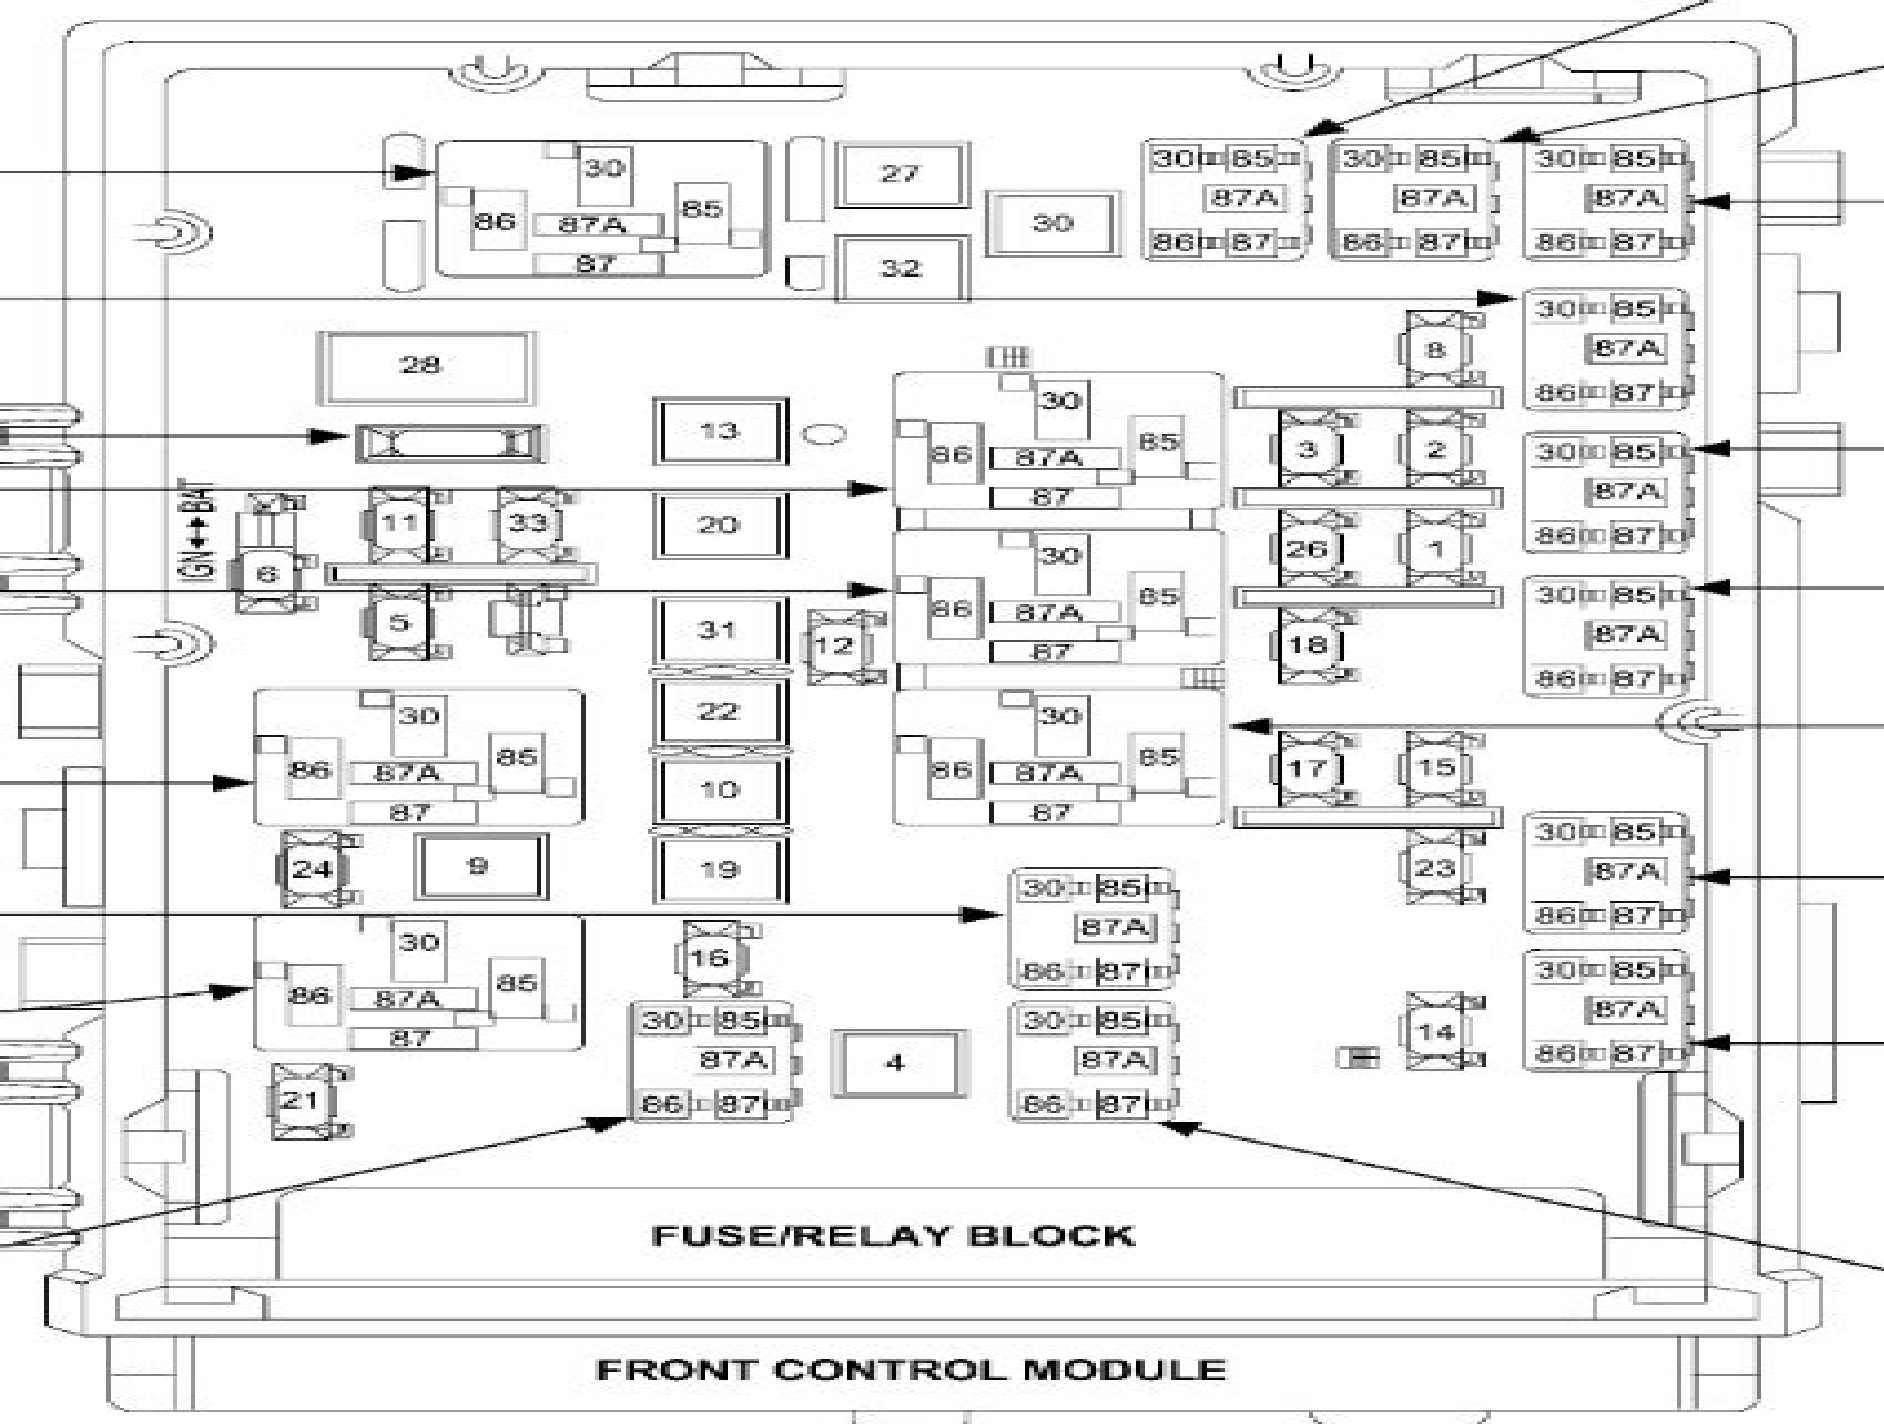 30 85 30 85 30 85
30 27
87A 87A 87A
86 87A 85 30
86 87 86 87 86 87
87 32
30 85
8 87A
28
86 87
30
13 3 2 30 85
86 87A 85
87A
87
GN↔BAT
11 33 20
86 87
30 26 1
6
30 85
5 31 12 86 87A 85
18 87A
87
86 87
30 22 30
86 87A 85 86 87A 85 17 15
87 10 87
30 85
24 9 19 23 87A
30 85
86 87
30 16 87A
86 87A 85 86 87 30 85
87A
87 30 85 30 85 14
86 87
87A 4 87A
21 86 87 86 87
FUSE/RELAY BLOCK
FRONT CONTROL MODULE